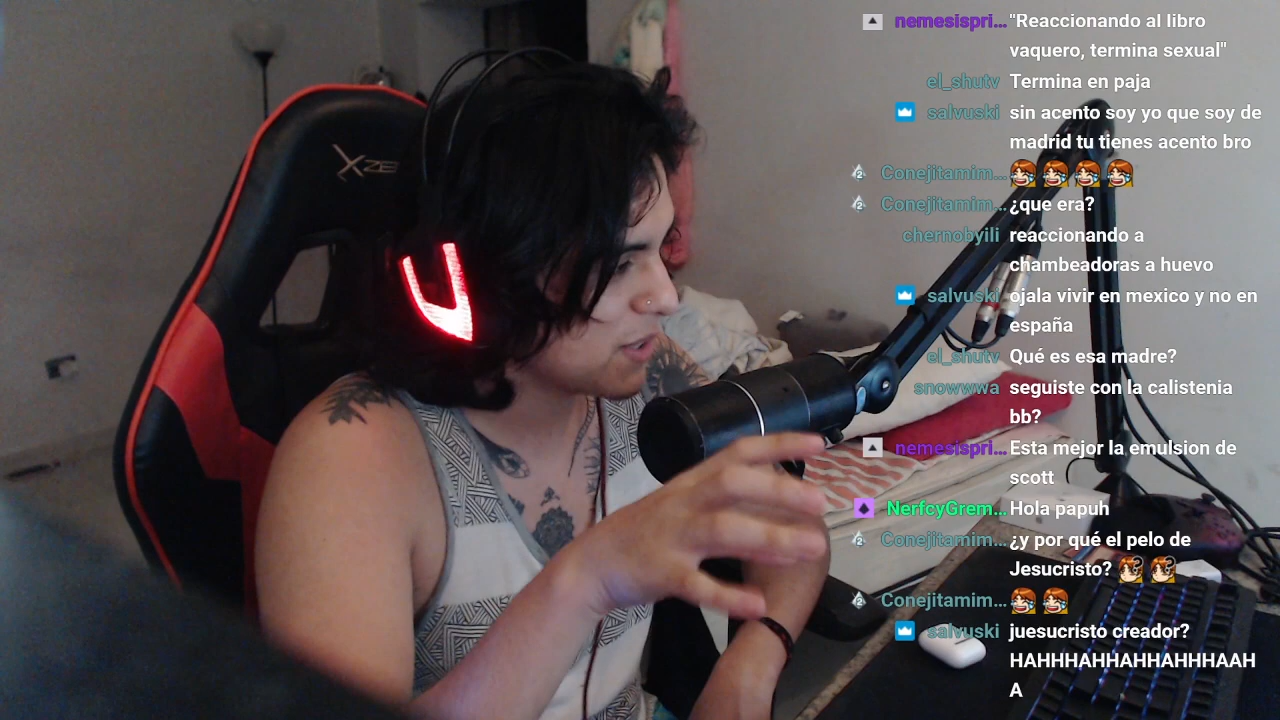 nemesispri... "Reaccionando al libro
vaquero, termina sexual"
el_shutv Termina en paja
salvuski sin acento soy yo que soy de
madrid tu tienes acento bro
Conejitamim...
Conejitamim... ¿que era?
chernobyili reaccionando a
chambeadoras a huevo
salvuski ojala vivir en mexico y no en
españa
el_shutv Qué es esa madre?
snowwwa seguiste con la calistenia
bb?
nemesispri... Esta mejor la emulsion de
scott
NerfcyGrem... Hola papuh
Conejitamim... ¿y por qué el pelo de
Jesucristo?
Conejitamim...
salvuski juesucristo creador?
HAHHHAHHAHHAHHHAAH
A